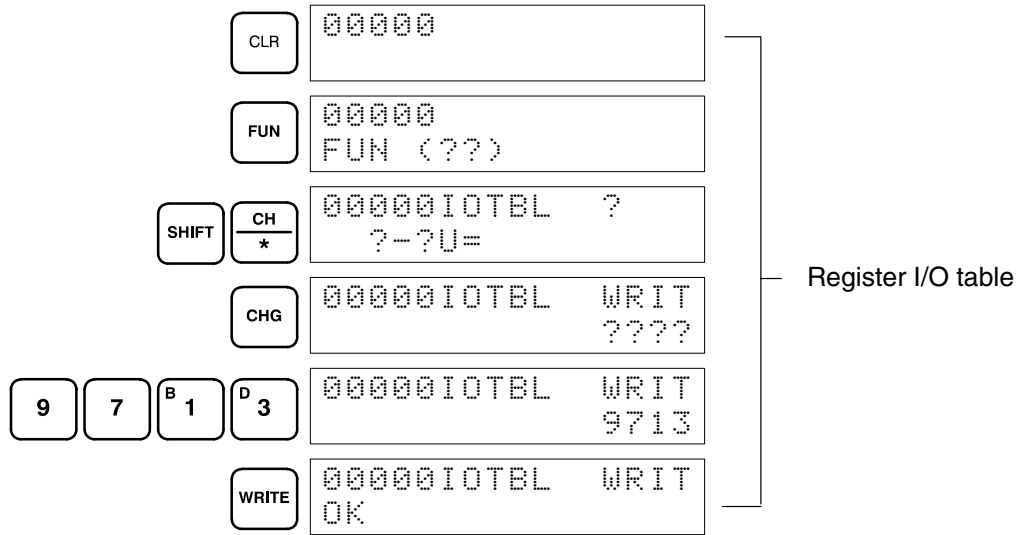 CLR
00000
FUN
00000
FUN (??)
SHIFT
CH
*
00000IOTBL ?
?-?U=
CHG
00000IOTBL WRIT
????
Register I/O table
9 7 B 1 D 3
00000IOTBL WRIT
9713
WRITE
00000IOTBL WRIT
OK